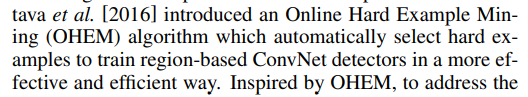 tava et al. [2016] introduced an Online Hard Example Min-
ing (OHEM) algorithm which automatically select hard ex-
amples to train region-based ConvNet detectors in a more ef-
fective and efficient way. Inspired by OHEM, to address the